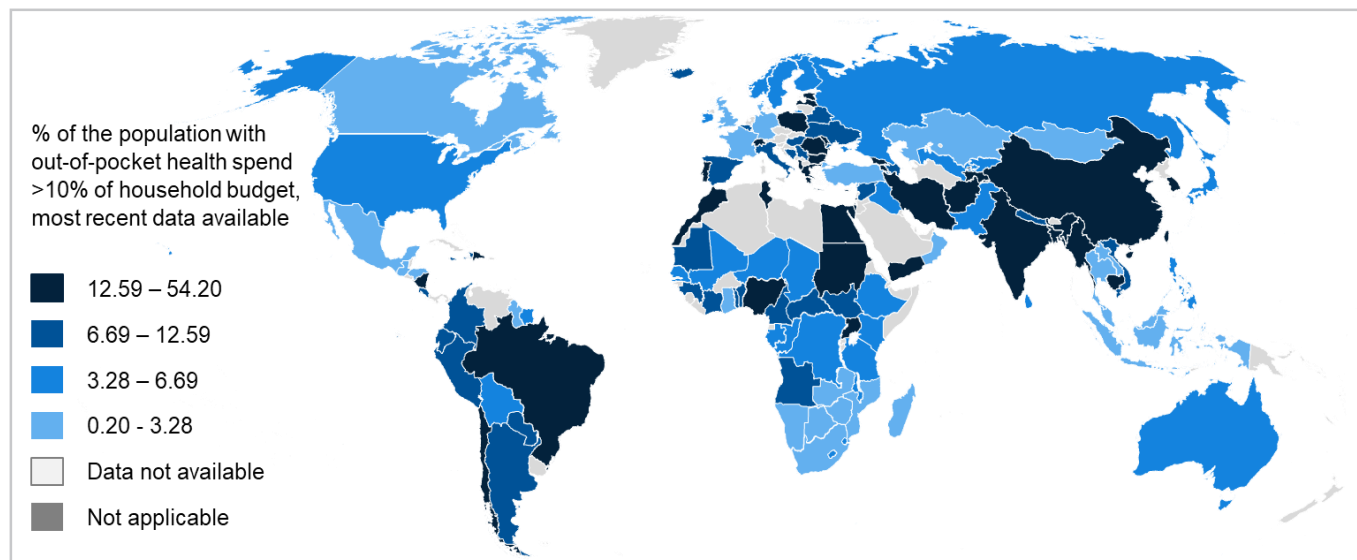 % of the population with
out-of-pocket health spend
>10% of household budget,
most recent data available
12.59 – 54.20
6.69 – 12.59
3.28 – 6.69
0.20 - 3.28
Data not available
Not applicable